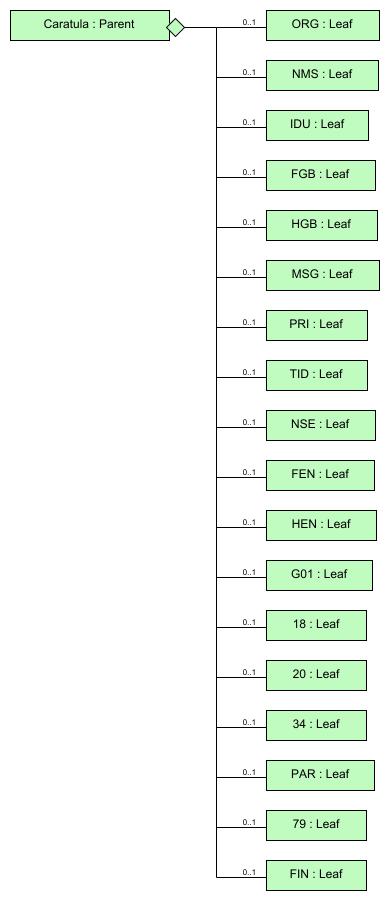 Caratula : Parent
0..1 ORG : Leaf
0..1 NMS : Leaf
0..1 IDU : Leaf
0..1 FGB : Leaf
0..1 HGB : Leaf
0..1 MSG : Leaf
0..1 PRI : Leaf
0..1 TID : Leaf
0..1 NSE : Leaf
0..1 FEN : Leaf
0..1 HEN : Leaf
0..1 G01 : Leaf
0..1 18 : Leaf
0..1 20 : Leaf
0..1 34 : Leaf
0..1 PAR : Leaf
0..1 79 : Leaf
0..1 FIN : Leaf